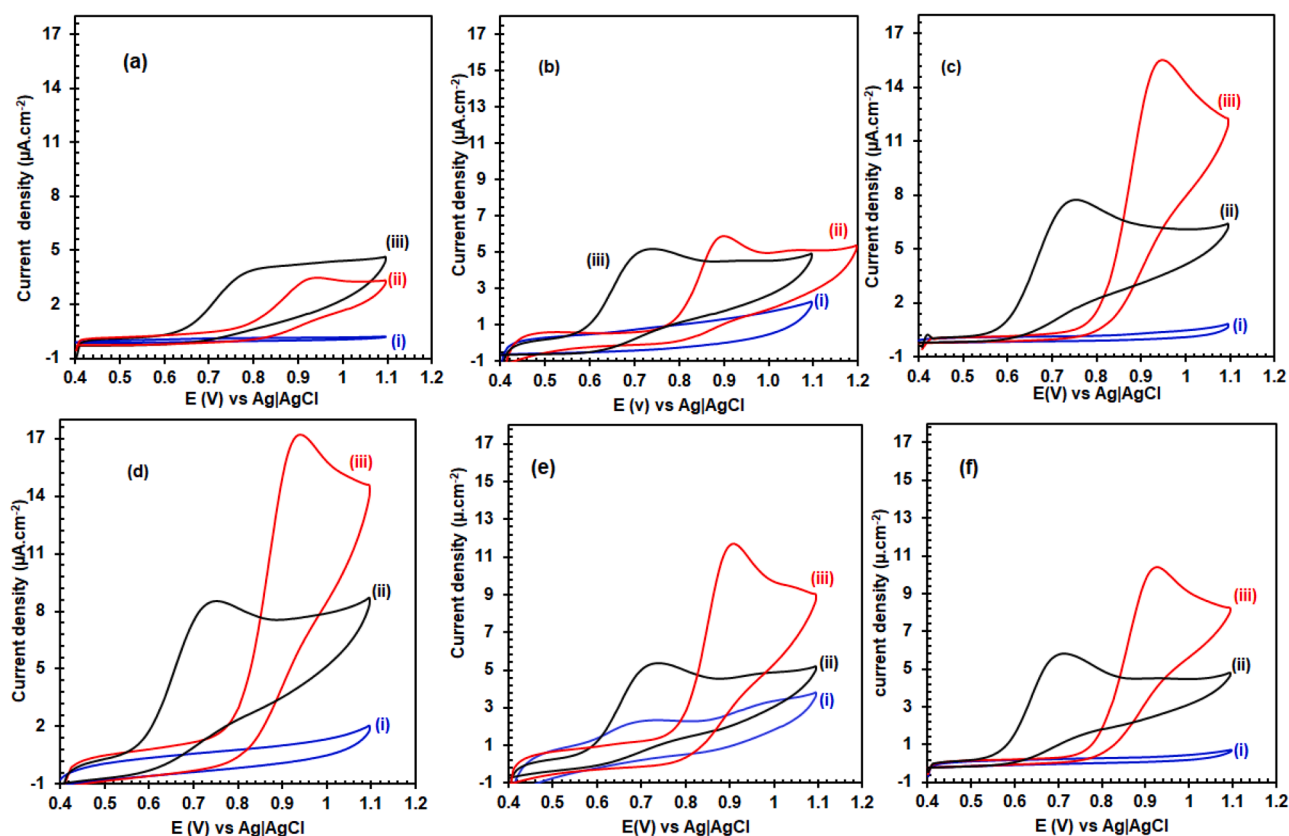 17
14
11
8
5
2
-1
0.4 0.5 0.6 0.7 0.8 0.9 1 1.1 1.2
Current density (µA.cm-2)
E (V) vs Ag|AgCl
(a)
(iii)
(ii)
(i)
17
15
13
11
9
7
5
3
1
-1
0.4 0.5 0.6 0.7 0.8 0.9 1.0 1.1 1.2
Current density (µA.cm-2)
E (v) vs Ag|AgCl
(b)
(ii)
(iii)
(i)
17
14
11
8
5
2
-1
0.4 0.5 0.6 0.7 0.8 0.9 1 1.1 1.2
Current density (µA.cm-2)
E(V) vs Ag|AgCl
(c)
(iii)
(ii)
(i)
17
14
11
8
5
2
-1
0.4 0.5 0.6 0.7 0.8 0.9 1.0 1.1 1.2
Current density (µA.cm-2)
E (V) vs Ag|AgCl
(d)
(iii)
(ii)
(i)
17
15
13
11
9
7
5
3
1
-1
0.4 0.5 0.6 0.7 0.8 0.9 1 1.1 1.2
Current density (µ.cm-2)
E(V) vs Ag|AgCl
(e)
(iii)
(ii)
(i)
17
15
13
11
9
7
5
3
1
-1
0.4 0.5 0.6 0.7 0.8 0.9 1 1.1 1.2
current density (µ.cm-2)
E (V) vs Ag|AgCl
(f)
(iii)
(ii)
(i)